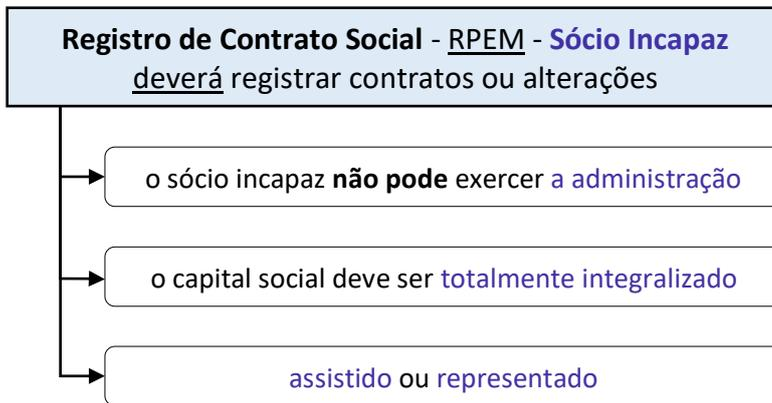 Registro de Contrato Social - RPEM - Sócio Incapaz
deverá registrar contratos ou alterações
o sócio incapaz não pode exercer a administração
o capital social deve ser totalmente integralizado
assistido ou representado